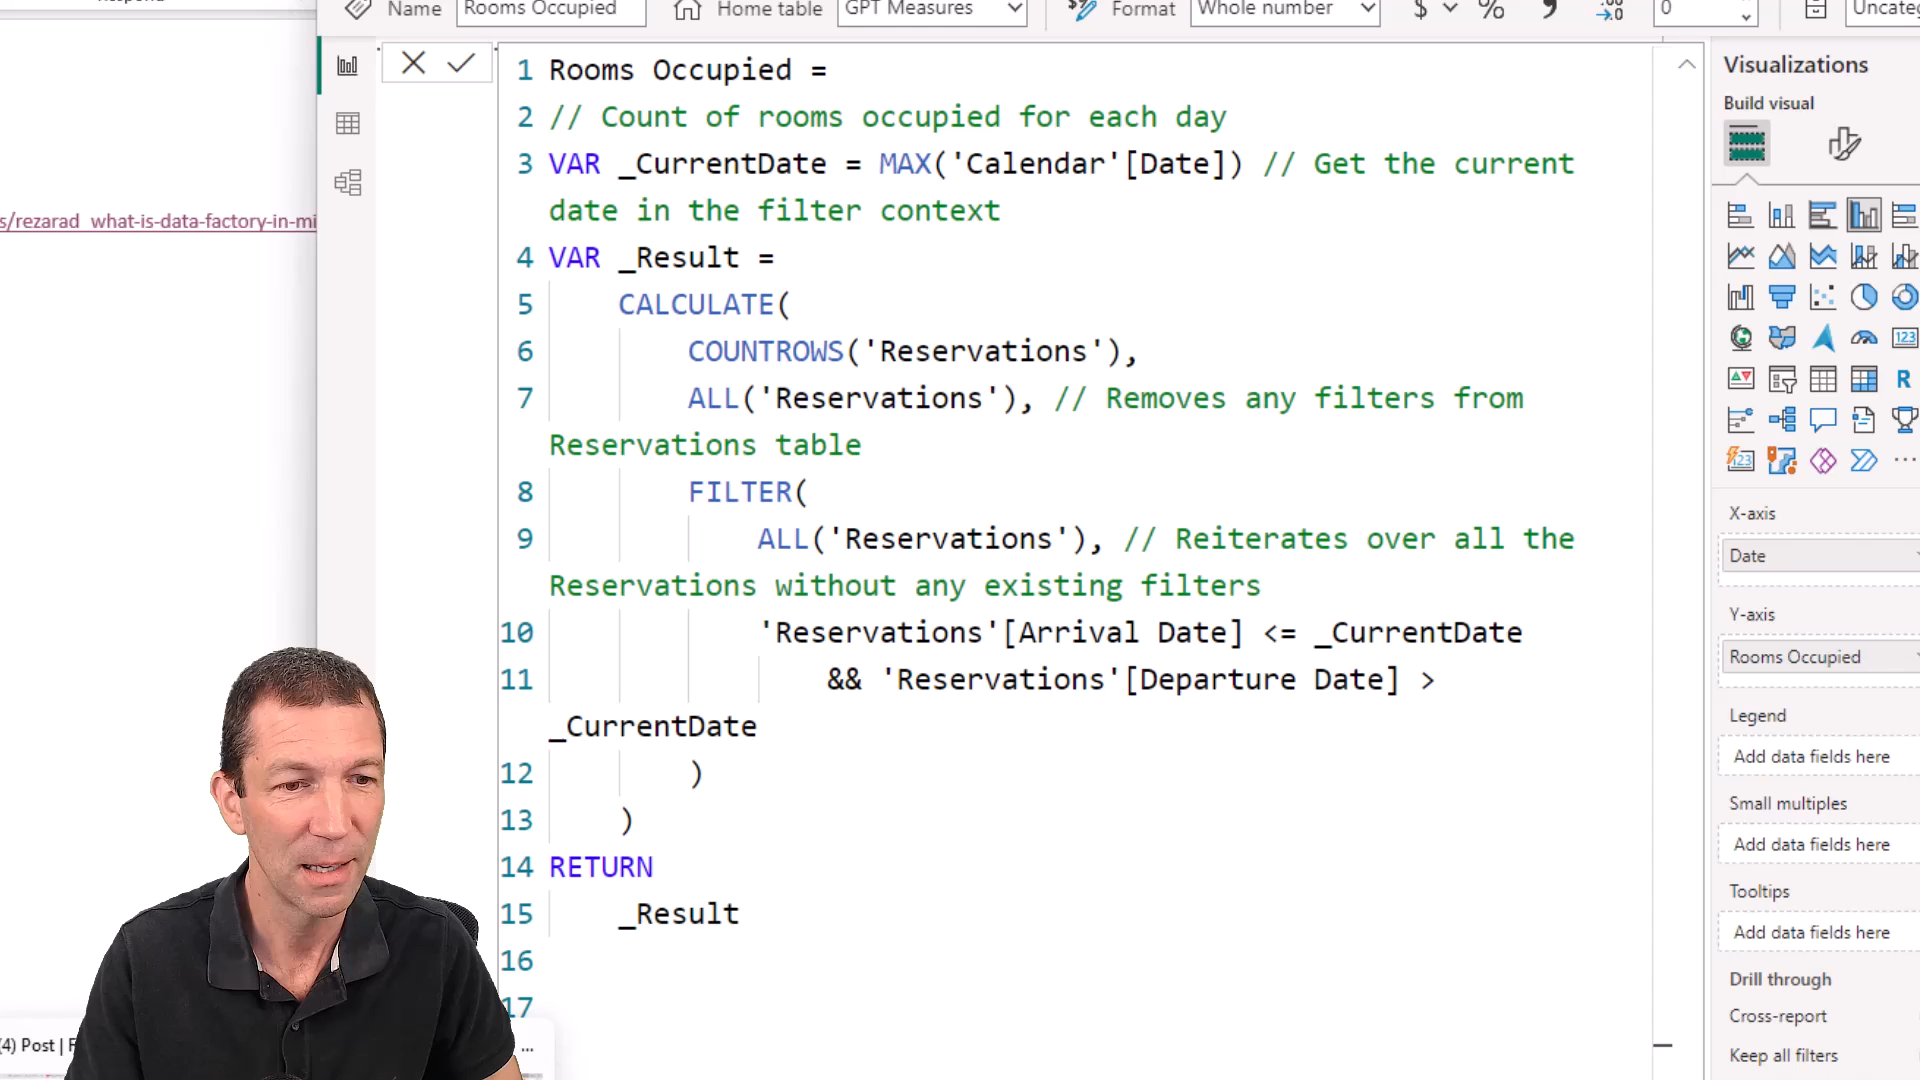 Name
Rooms Occupied
Home table
GPT Measures
Format
Whole number
$
%
0
1 Rooms Occupied =
2 // Count of rooms occupied for each day
3 VAR _CurrentDate = MAX('Calendar'[Date]) // Get the current
date in the filter context
4 VAR _Result =
5 CALCULATE(
6 COUNTROWS('Reservations'),
7 ALL('Reservations'), // Removes any filters from
Reservations table
8 FILTER(
9 ALL('Reservations'), // Reiterates over all the
Reservations without any existing filters
10 'Reservations'[Arrival Date] <= _CurrentDate
11 && 'Reservations'[Departure Date] >
_CurrentDate
12 )
13 )
14 RETURN
15 _Result
16
17
s/rezarad_what-is-data-factory-in-mi
(4) Post | F
...
Visualizations
Build visual
123
R
123
X-axis
Date
Y-axis
Rooms Occupied
Legend
Add data fields here
Small multiples
Add data fields here
Tooltips
Add data fields here
Drill through
Cross-report
Keep all filters